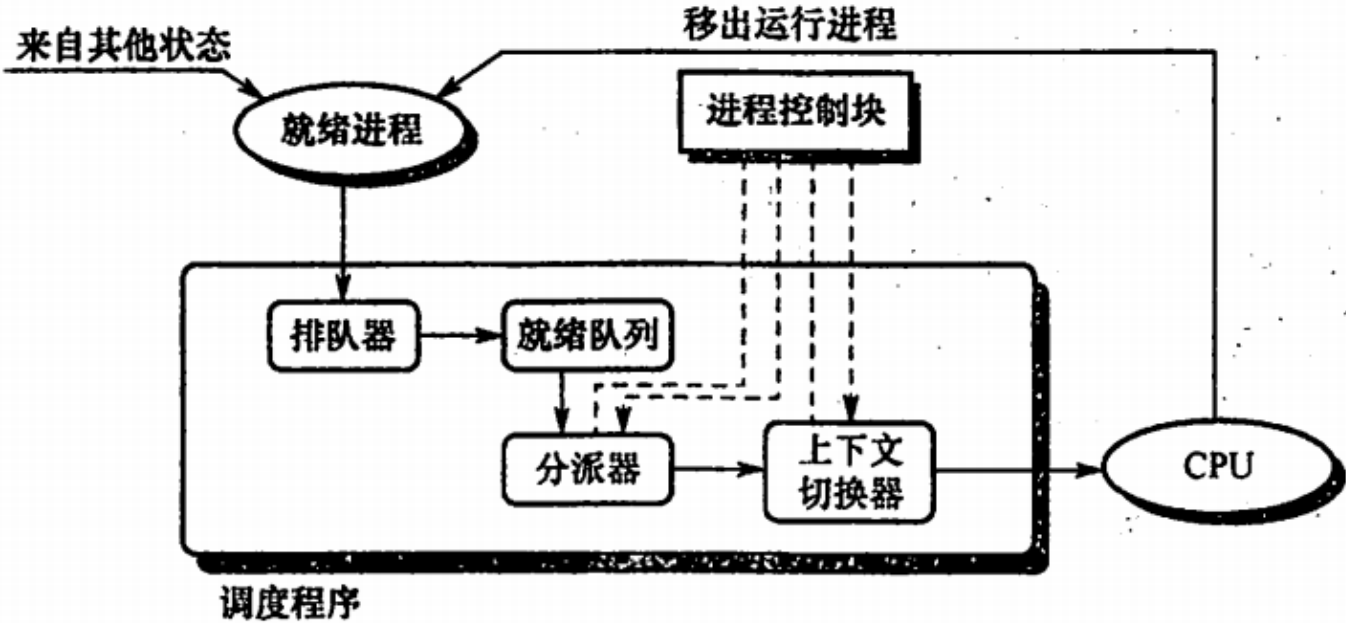 移出运行进程
来自其他状态
就绪进程
进程控制块
排队器
就绪队列
分派器
上下文
切换器
CPU
调度程序